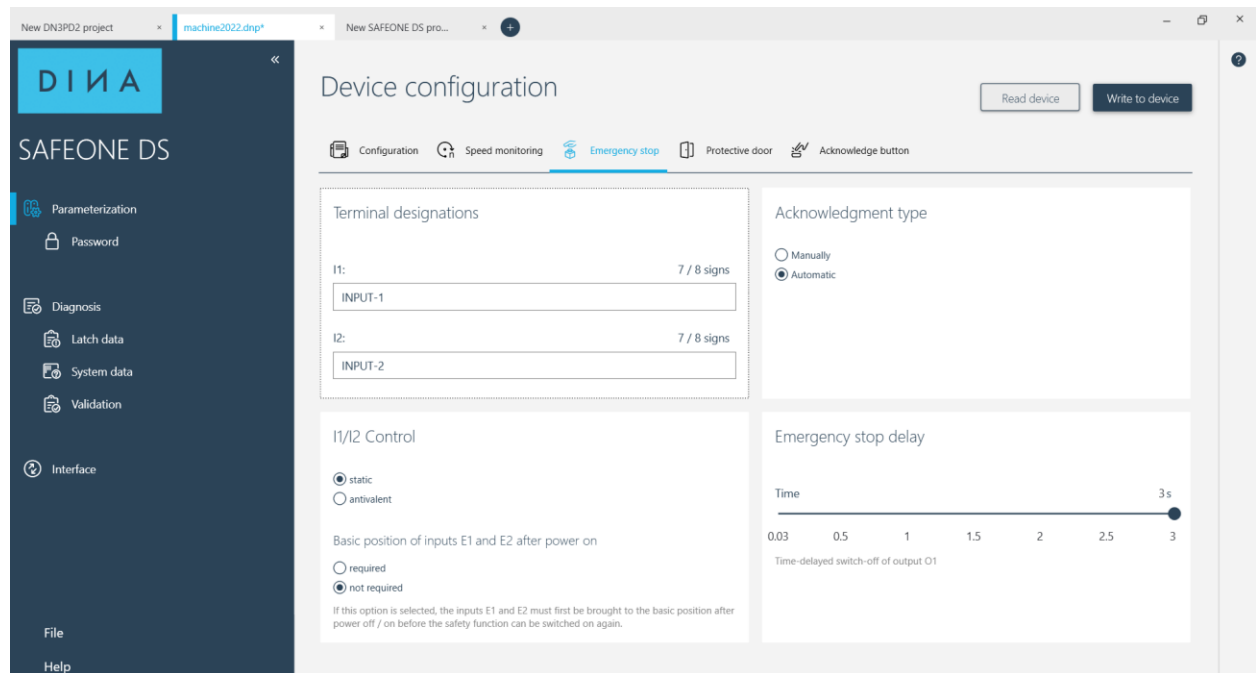 New DN3PD2 project ×
machine2022.dnp* ×
New SAFEONE DS pro... × +
DINA
«
SAFEONE DS
Parameterization
Password
Diagnosis
Latch data
System data
Validation
Interface
File
Help
Device configuration
Read device
Write to device
?
Configuration
Speed monitoring
Emergency stop
Protective door
Acknowledge button
Terminal designations
I1: 7 / 8 signs
INPUT-1
I2: 7 / 8 signs
INPUT-2
Acknowledgment type
Manually
Automatic
I1/I2 Control
static
antivalent
Basic position of inputs E1 and E2 after power on
required
not required
If this option is selected, the inputs E1 and E2 must first be brought to the basic position after
power off / on before the safety function can be switched on again.
Emergency stop delay
Time 3 s
0.03 0.5 1 1.5 2 2.5 3
Time-delayed switch-off of output O1